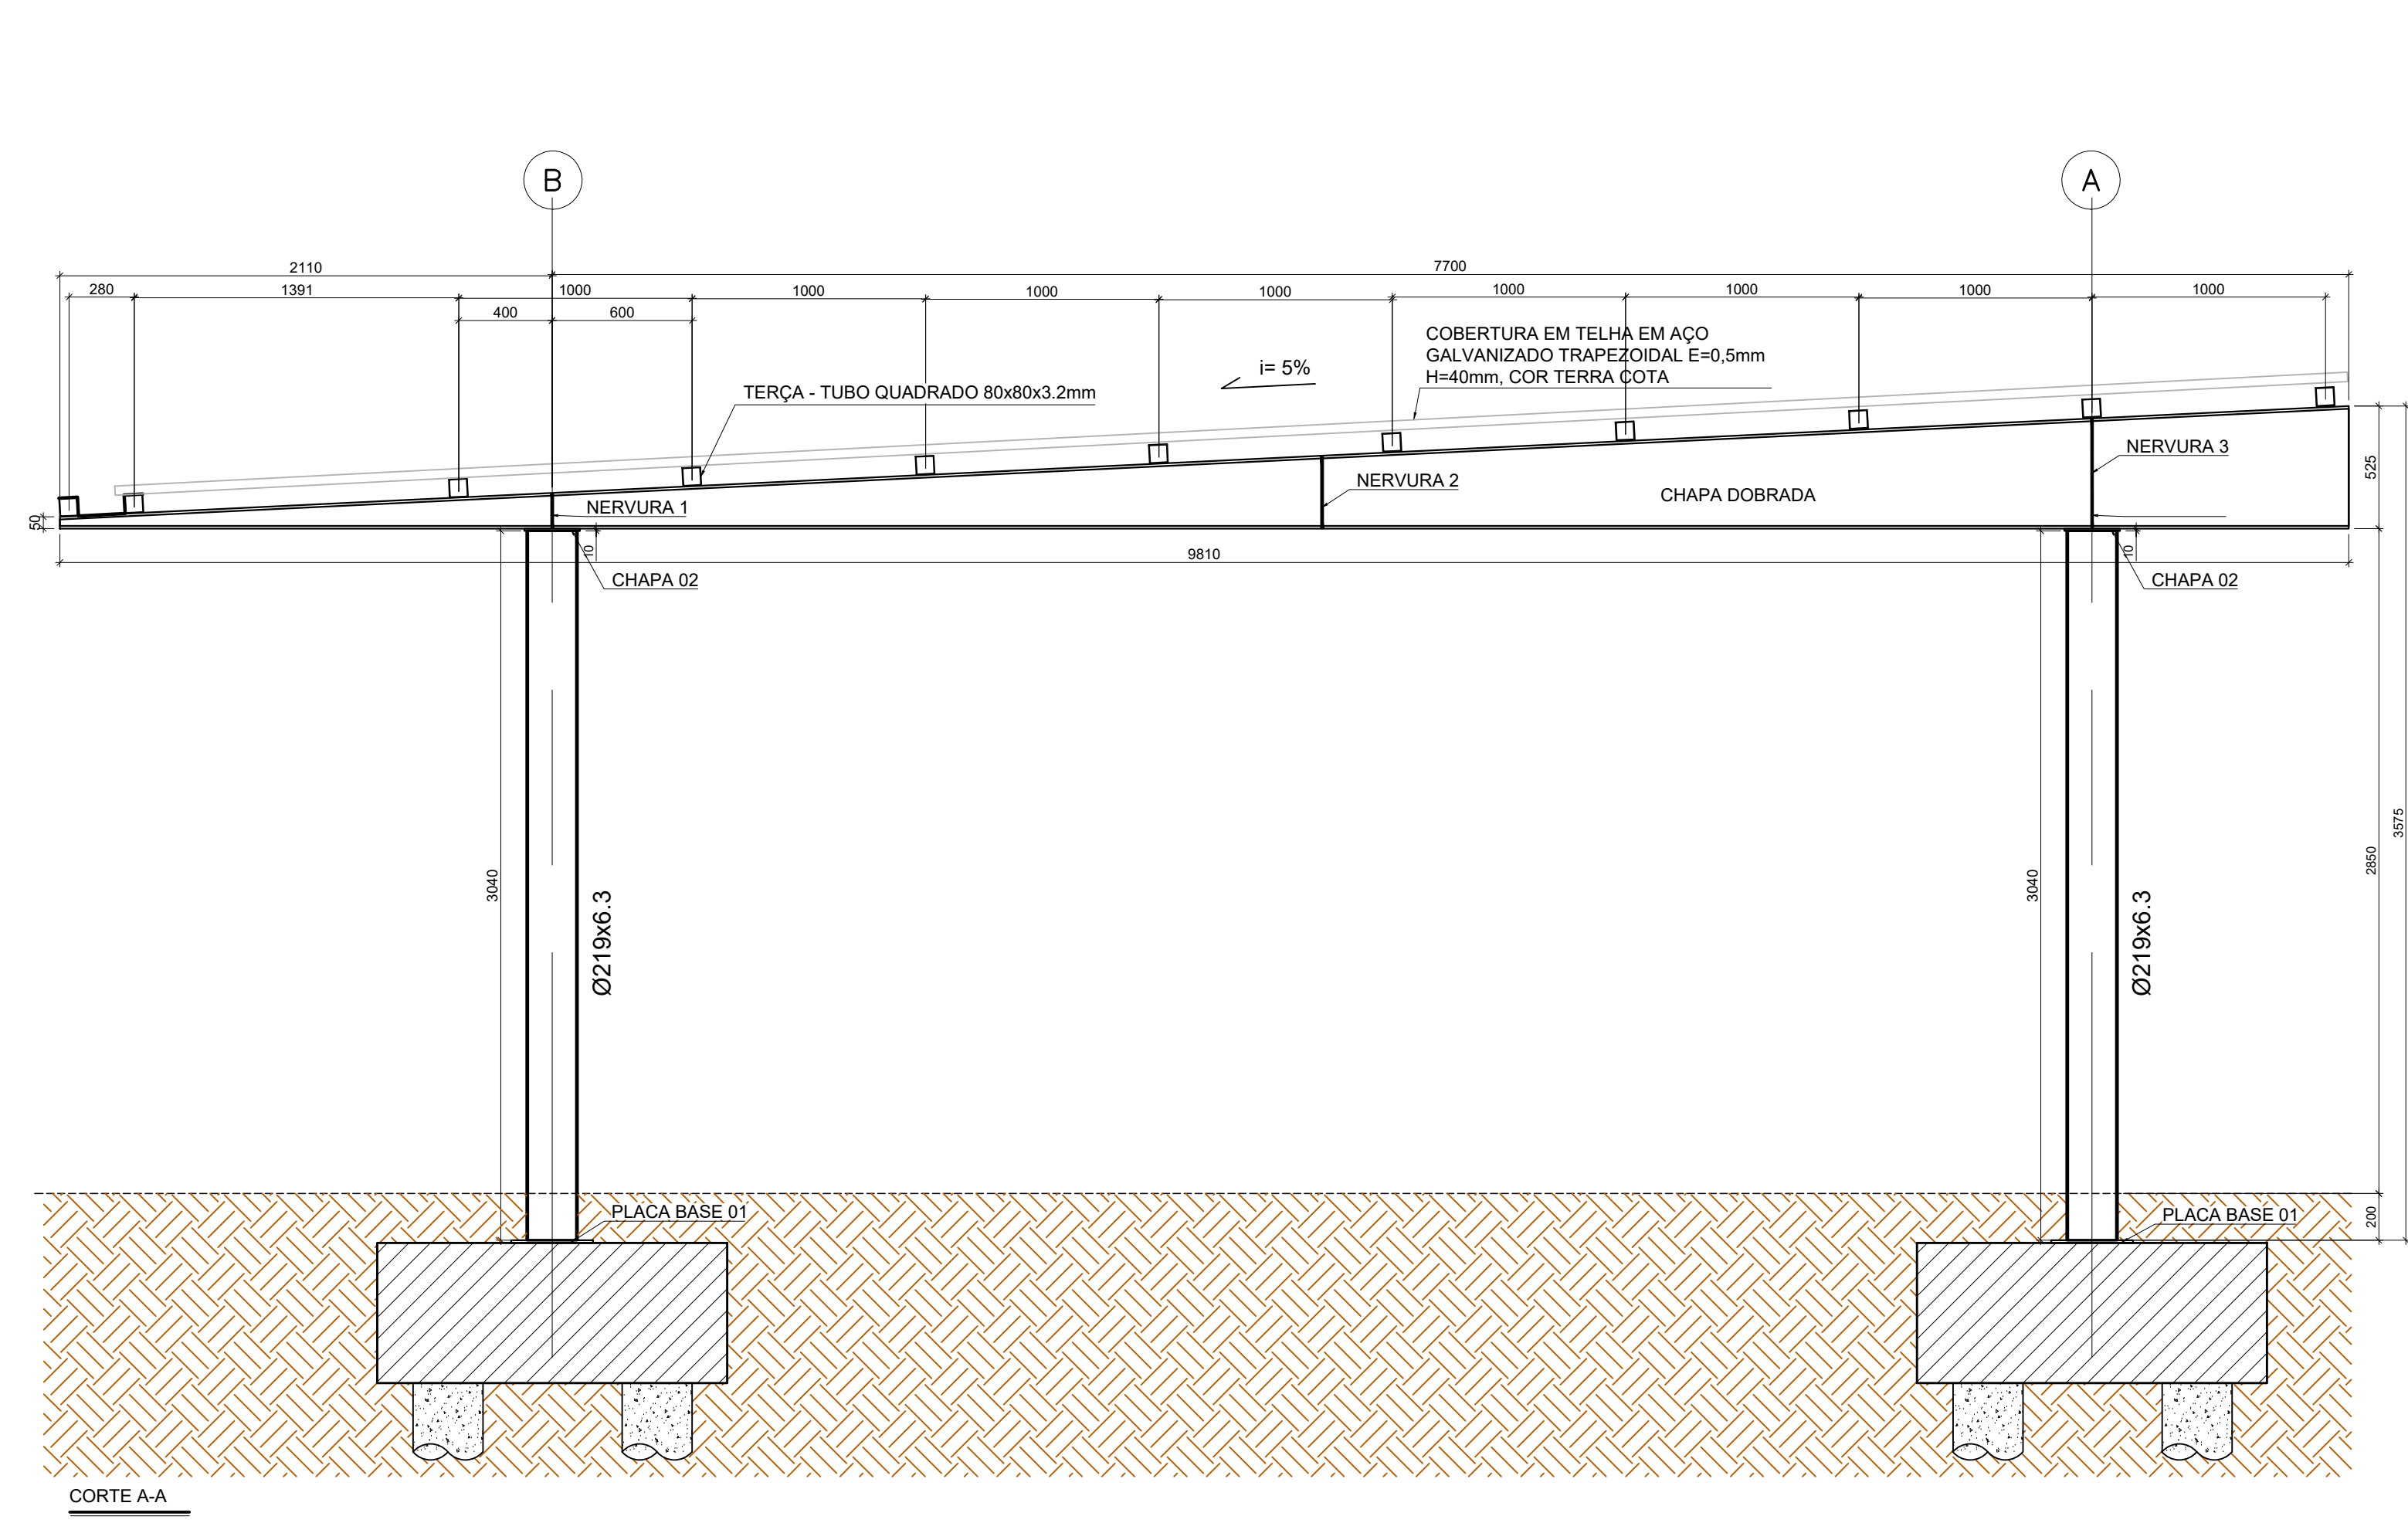 B
A
2110
7700
280
1391
1000
1000
1000
1000
1000
1000
1000
1000
400
600
COBERTURA EM TELHA EM AÇO
GALVANIZADO TRAPEZOIDAL E=0,5mm
H=40mm, COR TERRA COTA
i= 5%
TERÇA - TUBO QUADRADO 80x80x3.2mm
NERVURA 3
NERVURA 2
525
CHAPA DOBRADA
NERVURA 1
50
10
10
9810
CHAPA 02
CHAPA 02
3575
2850
3040
3040
Ø219x6.3
Ø219x6.3
PLACA BASE 01
PLACA BASE 01
200
CORTE A-A